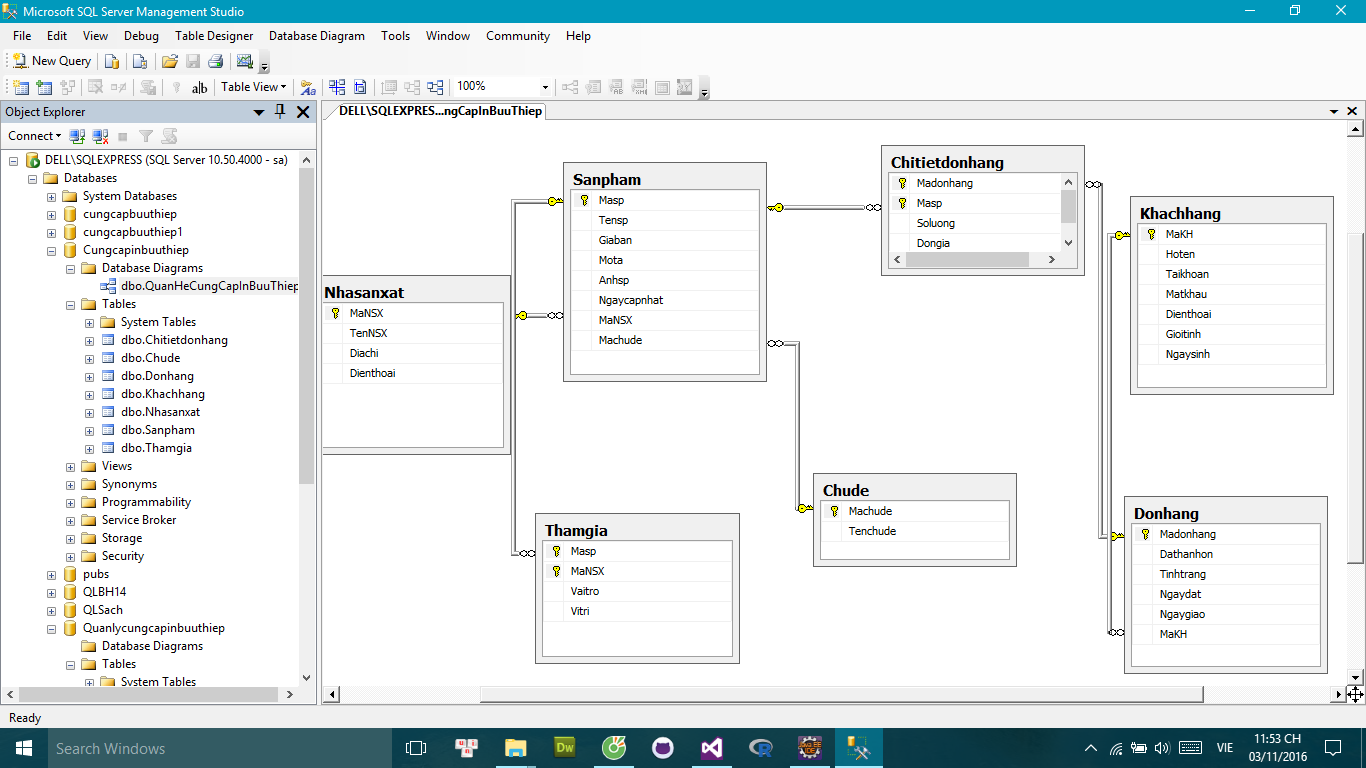 Microsoft SQL Server Management Studio
File Edit View Debug Table Designer Database Diagram Tools Window Community Help
New Query
ab Table View 100%
Object Explorer
Connect
DELL\SQLEXPRESS (SQL Server 10.50.4000 - sa)
Databases
System Databases
cungcapbuuthiep
cungcapbuuthiep1
Cungcapinbuuthiep
Database Diagrams
dbo.QuanHeCungCapInBuuThiep
Tables
System Tables
dbo.Chitietdonhang
dbo.Chude
dbo.Donhang
dbo.Khachhang
dbo.Nhasanxat
dbo.Sanpham
dbo.Thamgia
Views
Synonyms
Programmability
Service Broker
Storage
Security
pubs
QLBH14
QLSach
Quanlycungcapinbuuthiep
Database Diagrams
Tables
System Tables
DELL\SQLEXPRES...ngCapInBuuThiep
Nhasanxat
MaNSX
TenNSX
Diachi
Dienthoai
Sanpham
Masp
Tensp
Giaban
Mota
Anhsp
Ngaycapnhat
MaNSX
Machude
Thamgia
Masp
MaNSX
Vaitro
Vitri
Chitietdonhang
Madonhang
Masp
Soluong
Dongia
Chude
Machude
Tenchude
Khachhang
MaKH
Hoten
Taikhoan
Matkhau
Dienthoai
Gioitinh
Ngaysinh
Donhang
Madonhang
Dathanhon
Tinhtrang
Ngaydat
Ngaygiao
MaKH
Ready
Search Windows
Dw
VIE
11:53 CH
03/11/2016